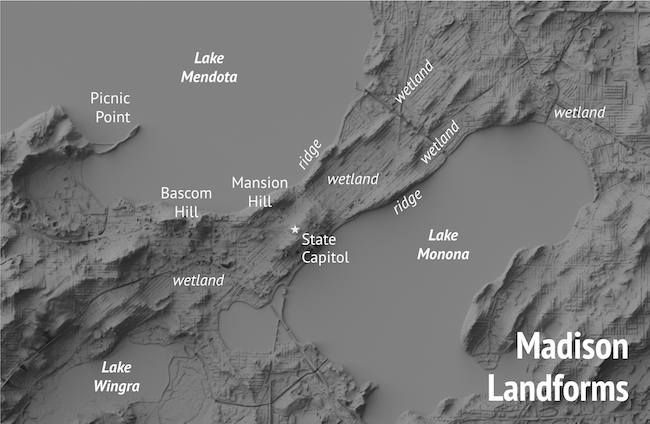 Lake
Mendota
Picnic
Point
wetland
wetland
wetland
ridge
Mansion
Hill
wetland
Bascom
Hill
ridge
State
Capitol
Lake
Monona
wetland
Lake
Wingra
Madison
Landforms